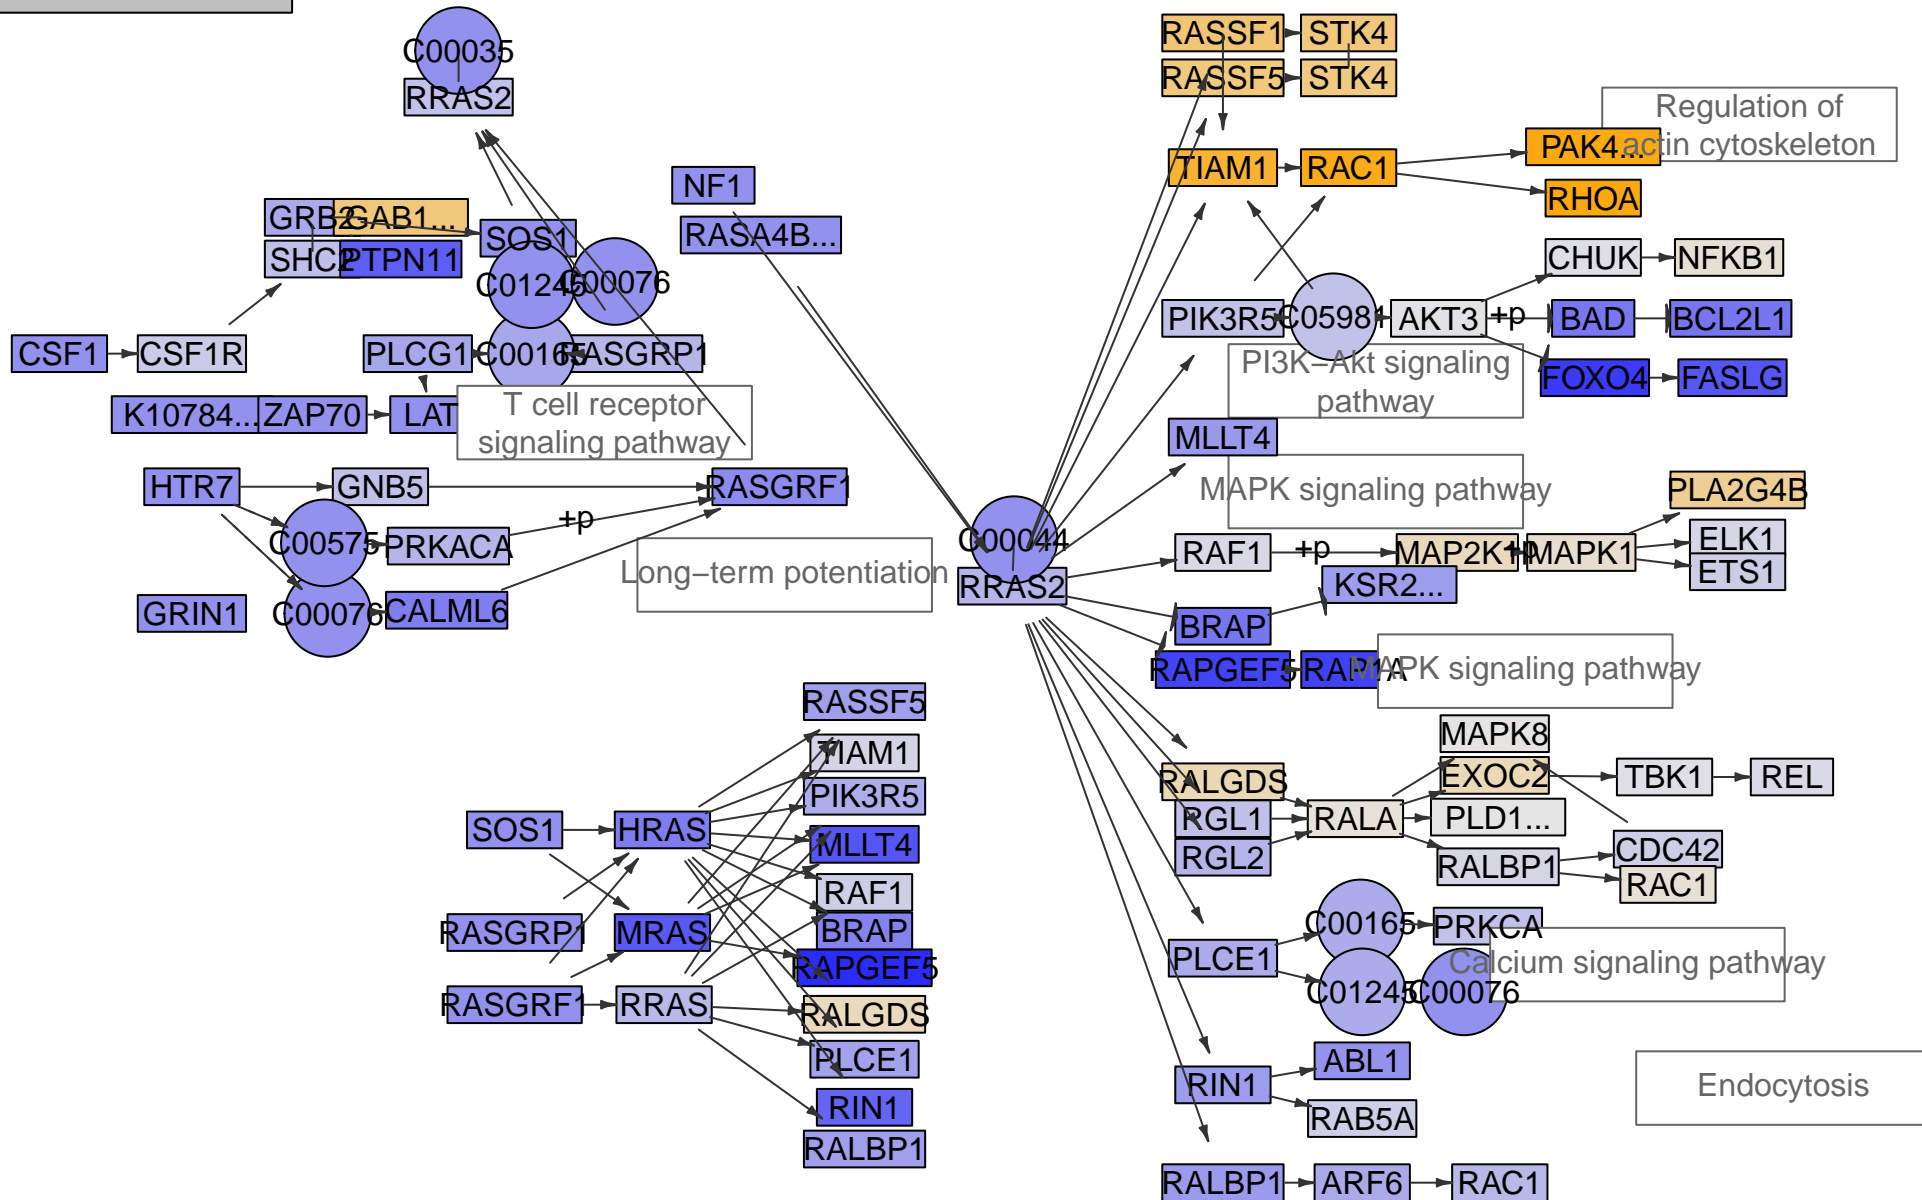 C00035
RRAS2
RASSF1
STK4
RASSF5
STK4
Regulation of
actin cytoskeleton
PAK4...
TIAM1
RAC1
RHOA
NF1
RASA4B...
GRB2
GAB1...
SOS1
SHC2
PTPN11
C01245
C00076
CHUK
NFKB1
PIK3R5
C05981
AKT3
+p
BAD
BCL2L1
CSF1
CSF1R
PLCG1
C00165
RASGRP1
PI3K–Akt signaling
pathway
FOXO4
FASLG
K10784...
ZAP70
LAT
T cell receptor
signaling pathway
MLLT4
HTR7
GNB5
RASGRF1
MAPK signaling pathway
PLA2G4B
+p
C00575
PRKACA
C00044
RRAS2
RAF1
+p
MAP2K1
+p
MAPK1
ELK1
ETS1
Long–term potentiation
KSR2...
GRIN1
C00076
CALML6
BRAP
RAPGEF5
RAP1A
MAPK signaling pathway
RASSF5
TIAM1
PIK3R5
MAPK8
RALGDS
EXOC2
TBK1
REL
SOS1
HRAS
MLLT4
RGL1
RALA
PLD1...
RGL2
RALBP1
CDC42
RAC1
RAF1
RASGRP1
MRAS
BRAP
C00165
PRKCA
RAPGEF5
PLCE1
Calcium signaling pathway
C01245
C00076
RASGRF1
RRAS
RALGDS
PLCE1
ABL1
RIN1
Endocytosis
RIN1
RAB5A
RALBP1
RALBP1
ARF6
RAC1